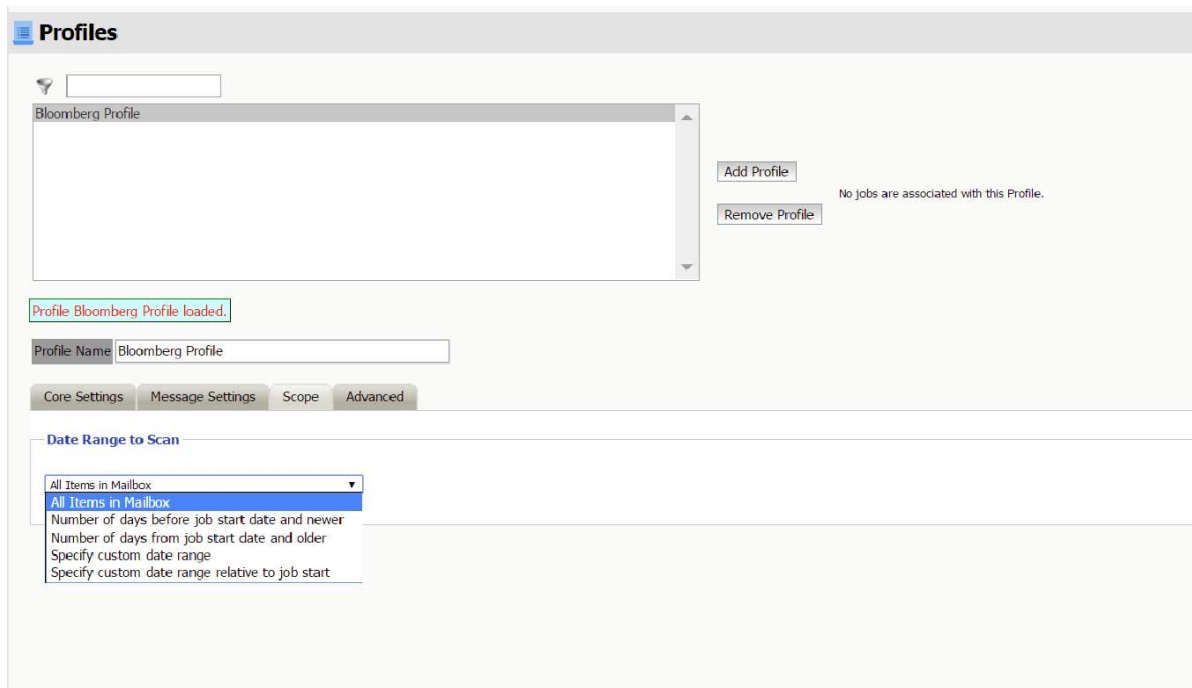 Profiles
Bloomberg Profile
Add Profile
No jobs are associated with this Profile.
Remove Profile
Profile Bloomberg Profile loaded.
Profile Name Bloomberg Profile
Core Settings Message Settings Scope Advanced
Date Range to Scan
All Items in Mailbox
All Items in Mailbox
Number of days before job start date and newer
Number of days from job start date and older
Specify custom date range
Specify custom date range relative to job start